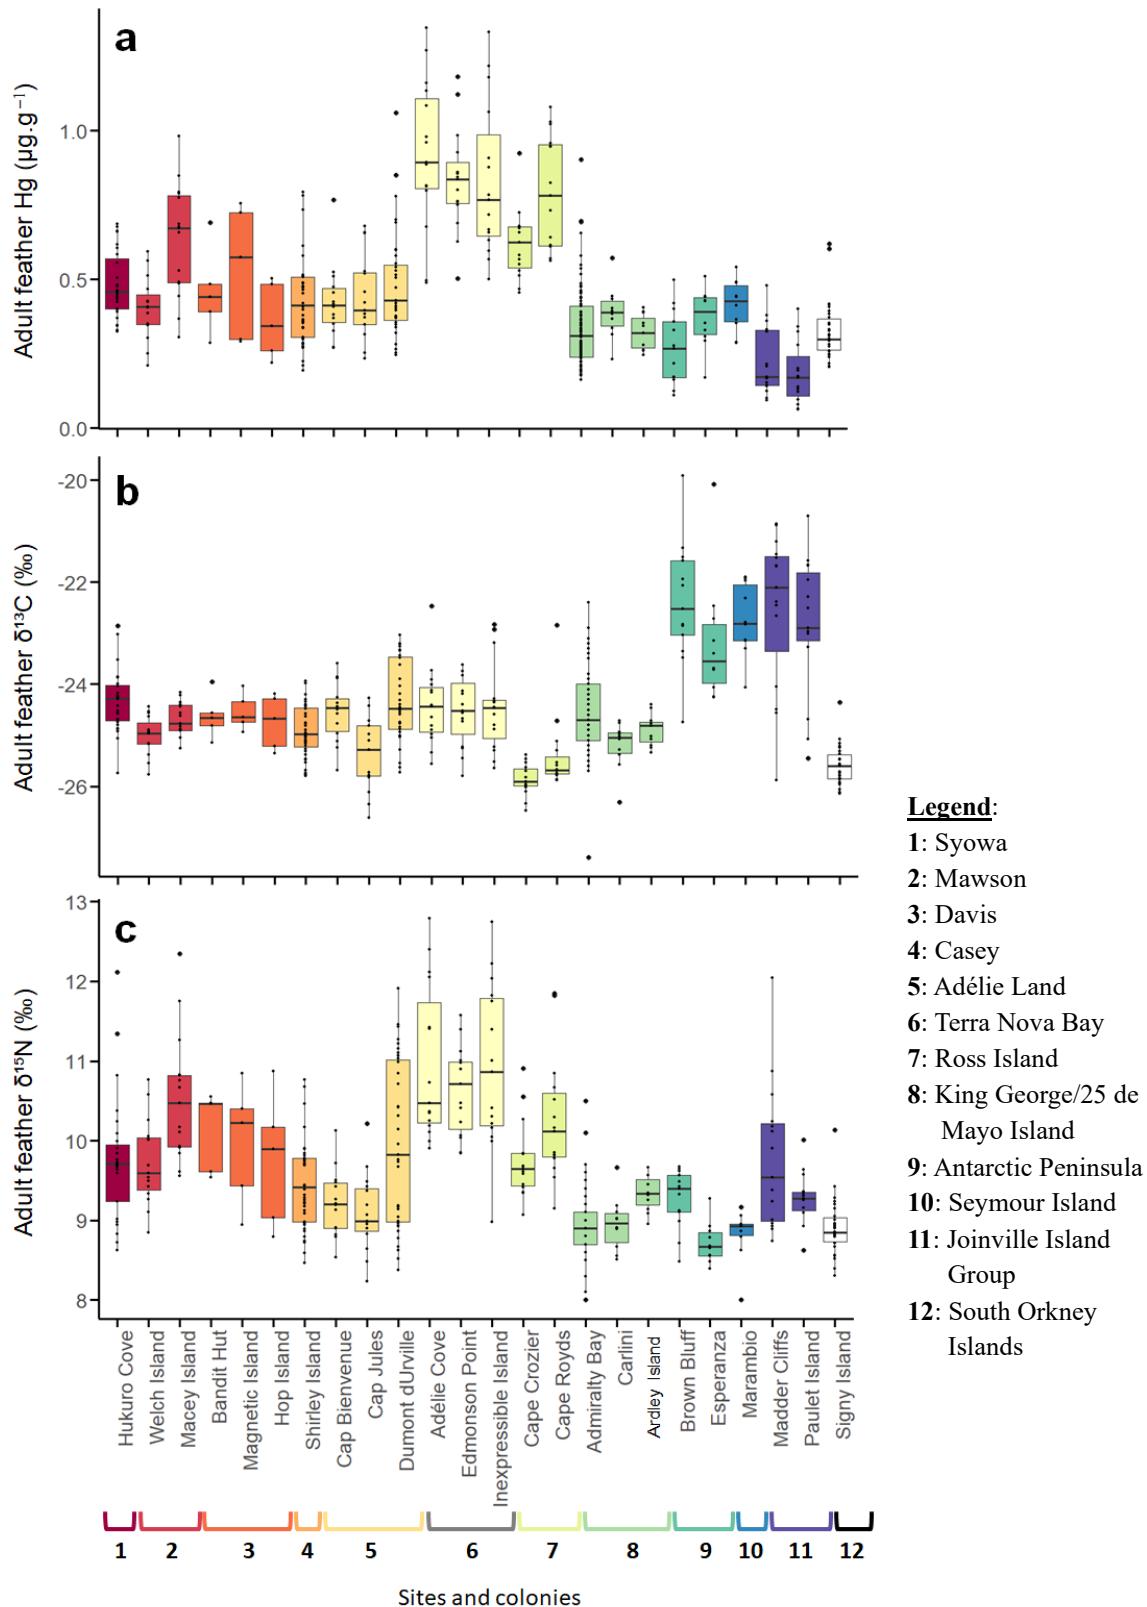 a
Adult feather Hg (µg.g⁻¹)
1.0
0.5
0.0
b
Adult feather δ¹³C (‰)
-20
-22
-24
-26
c
Adult feather δ¹⁵N (‰)
13
12
11
10
9
8
Hukuro Cove
Welch Island
Macey Island
Bandit Hut
Magnetic Island
Hop Island
Shirley Island
Cap Bienvenue
Cap Jules
Dumont dUrville
Adélie Cove
Edmonson Point
Inexpressible Island
Cape Crozier
Cape Royds
Admiralty Bay
Carlini
Ardley Island
Brown Bluff
Esperanza
Marambio
Madder Cliffs
Paulet Island
Signy Island
1 2 3 4 5 6 7 8 9 10 11 12
Sites and colonies
Legend:
1: Syowa
2: Mawson
3: Davis
4: Casey
5: Adélie Land
6: Terra Nova Bay
7: Ross Island
8: King George/25 de
Mayo Island
9: Antarctic Peninsula
10: Seymour Island
11: Joinville Island
Group
12: South Orkney
Islands